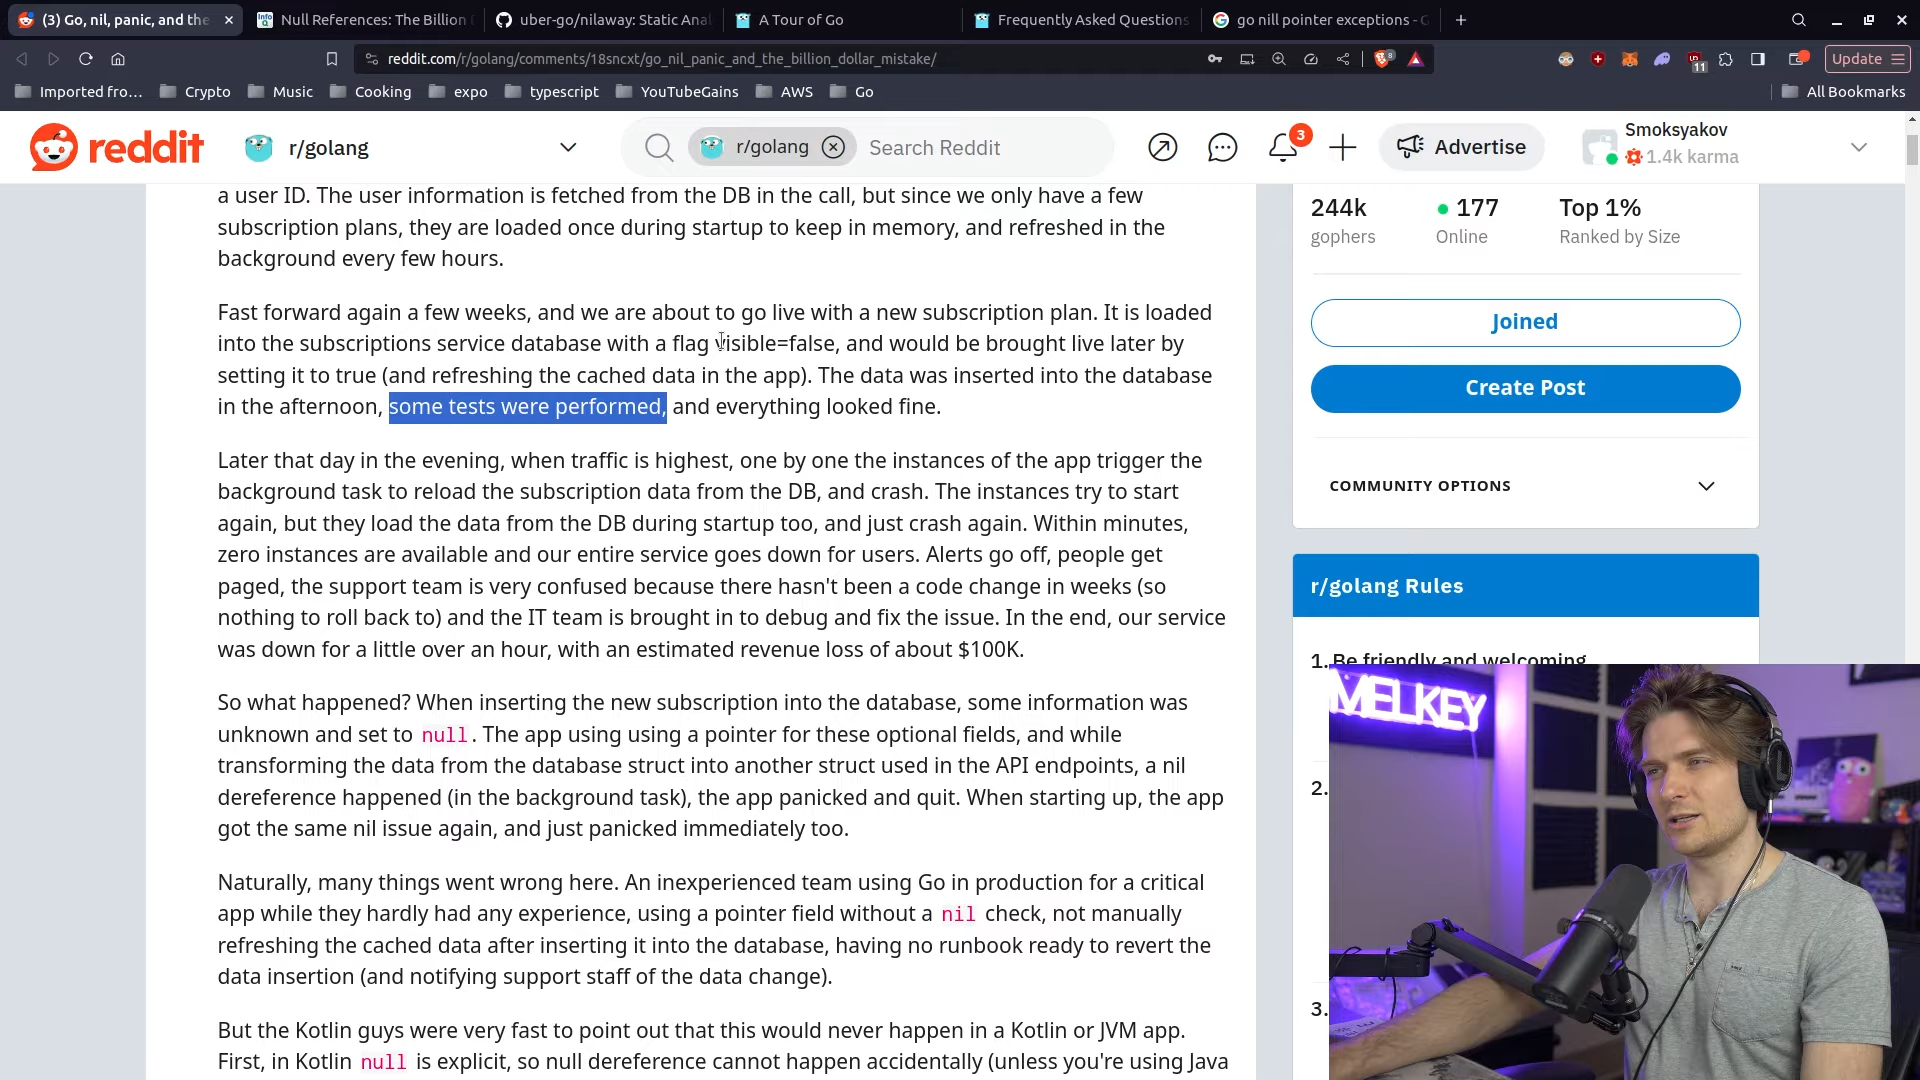 (3) Go, nil, panic, and the
Null References: The Billion
uber-go/nilaway: Static Anal
A Tour of Go
Frequently Asked Questions
go nill pointer exceptions - G
reddit.com/r/golang/comments/18sncxt/go_nil_panic_and_the_billion_dollar_mistake/
8
11
Update
Imported fro...
Crypto
Music
Cooking
expo
typescript
YouTubeGains
AWS
Go
All Bookmarks
reddit
r/golang
r/golang
Search Reddit
3
Advertise
Smoksyakov
1.4k karma
a user ID. The user information is fetched from the DB in the call, but since we only have a few
subscription plans, they are loaded once during startup to keep in memory, and refreshed in the
background every few hours.
Fast forward again a few weeks, and we are about to go live with a new subscription plan. It is loaded
into the subscriptions service database with a flag visible=false, and would be brought live later by
setting it to true (and refreshing the cached data in the app). The data was inserted into the database
in the afternoon, some tests were performed, and everything looked fine.
Later that day in the evening, when traffic is highest, one by one the instances of the app trigger the
background task to reload the subscription data from the DB, and crash. The instances try to start
again, but they load the data from the DB during startup too, and just crash again. Within minutes,
zero instances are available and our entire service goes down for users. Alerts go off, people get
paged, the support team is very confused because there hasn't been a code change in weeks (so
nothing to roll back to) and the IT team is brought in to debug and fix the issue. In the end, our service
was down for a little over an hour, with an estimated revenue loss of about $100K.
So what happened? When inserting the new subscription into the database, some information was
unknown and set to null. The app using using a pointer for these optional fields, and while
transforming the data from the database struct into another struct used in the API endpoints, a nil
dereference happened (in the background task), the app panicked and quit. When starting up, the app
got the same nil issue again, and just panicked immediately too.
Naturally, many things went wrong here. An inexperienced team using Go in production for a critical
app while they hardly had any experience, using a pointer field without a nil check, not manually
refreshing the cached data after inserting it into the database, having no runbook ready to revert the
data insertion (and notifying support staff of the data change).
But the Kotlin guys were very fast to point out that this would never happen in a Kotlin or JVM app.
First, in Kotlin null is explicit, so null dereference cannot happen accidentally (unless you're using Java
244k
gophers
177
Online
Top 1%
Ranked by Size
Joined
Create Post
COMMUNITY OPTIONS
r/golang Rules
1. Be friendly and welcoming
2.
3.
MELKEY